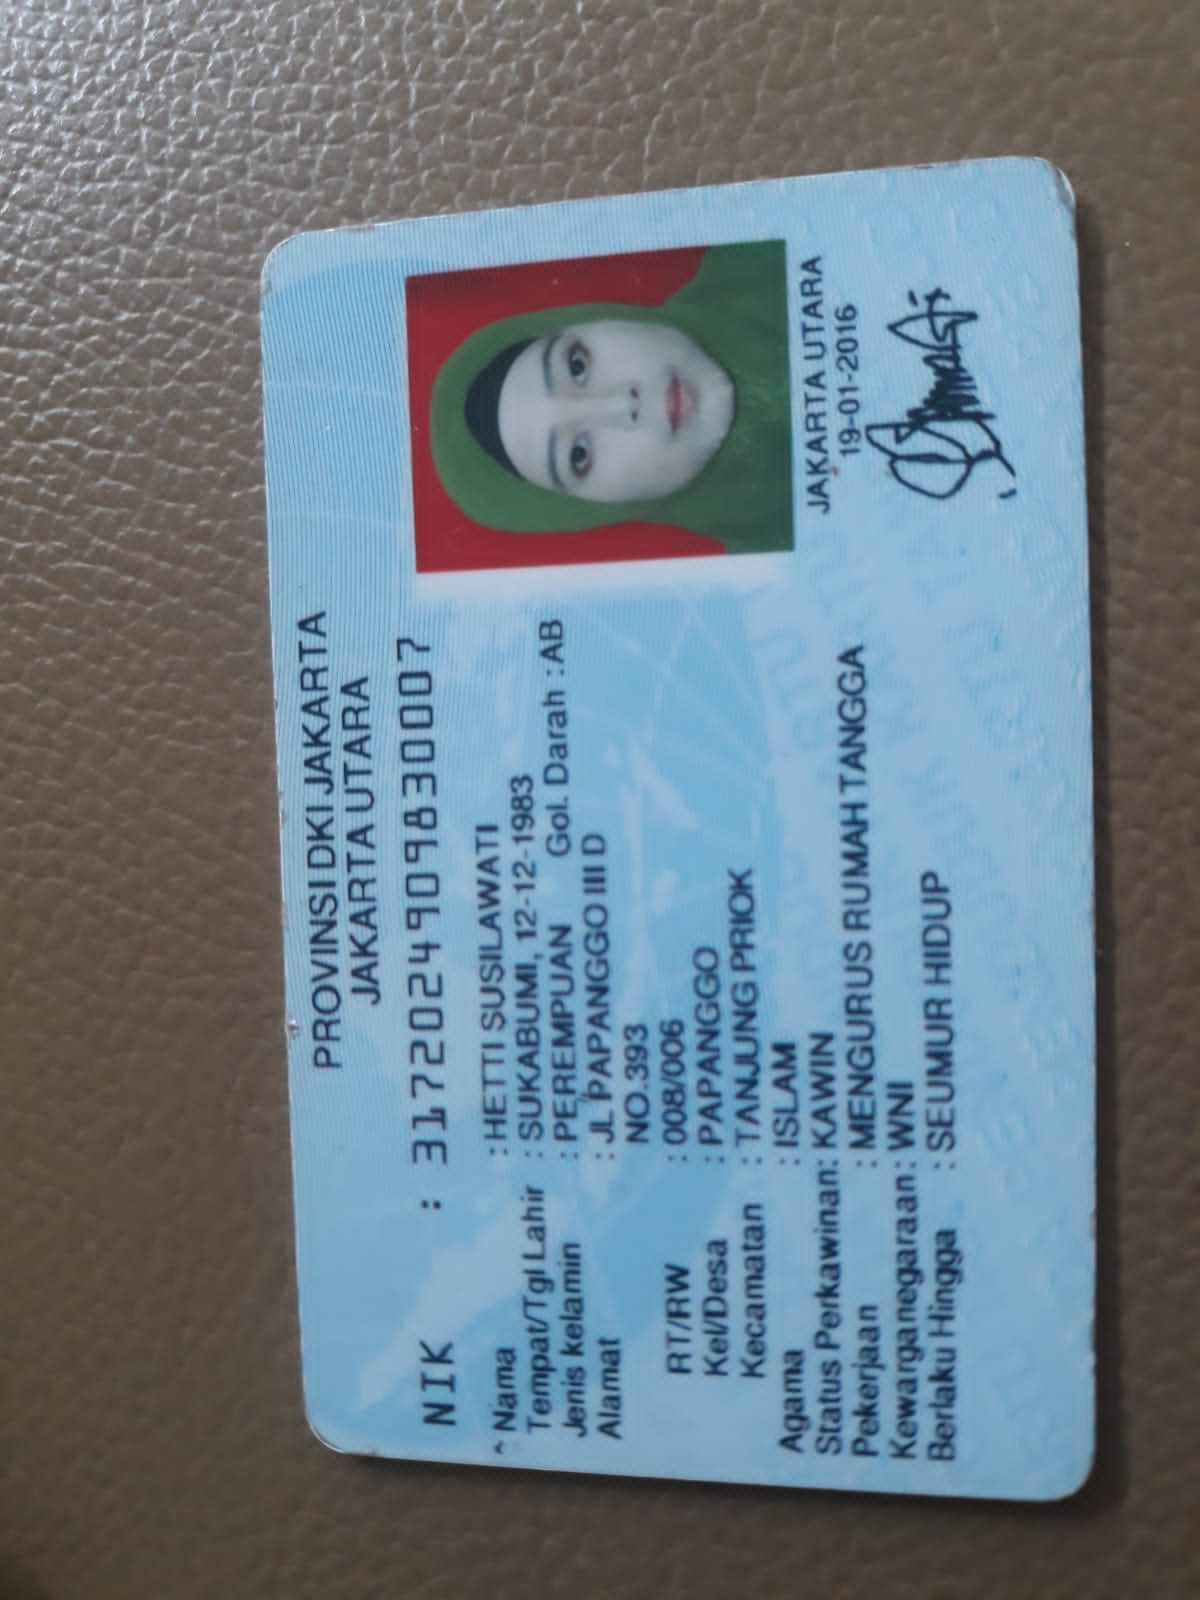 PROVINSI DKI JAKARTA
JAKARTA UTARA
NIK : 3172024909830007
Nama : HETTI SUSILAWATI
Tempat/Tgl Lahir : SUKABUMI, 12-12-1983
Jenis kelamin : PEREMPUAN Gol. Darah : AB
Alamat : JL PAPANGGO III D
NO.393
RT/RW : 008/006
Kel/Desa : PAPANGGO
Kecamatan : TANJUNG PRIOK
Agama : ISLAM
Status Perkawinan: KAWIN
Pekerjaan : MENGURUS RUMAH TANGGA
Kewarganegaraan: WNI
Berlaku Hingga : SEUMUR HIDUP
JAKARTA UTARA
19-01-2016